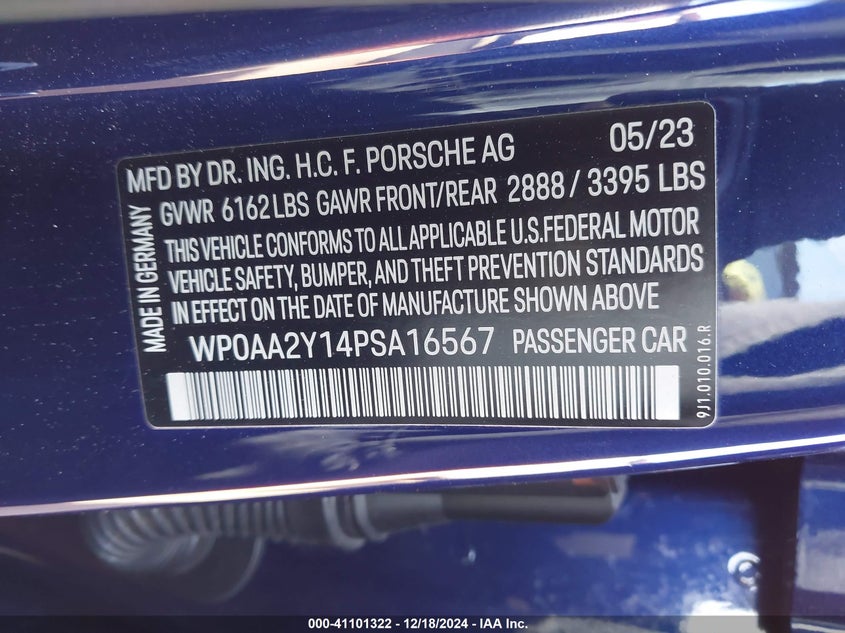 MFD BY DR. ING. H.C. F. PORSCHE AG 05/23
GVWR 6162 LBS GAWR FRONT/REAR 2888 / 3395 LBS
THIS VEHICLE CONFORMS TO ALL APPLICABLE U.S.FEDERAL MOTOR
VEHICLE SAFETY, BUMPER, AND THEFT PREVENTION STANDARDS
IN EFFECT ON THE DATE OF MANUFACTURE SHOWN ABOVE
WP0AA2Y14PSA16567 PASSENGER CAR
MADE IN GERMANY
9J1.010.016.R
000-41101322 - 12/18/2024 - IAA Inc.